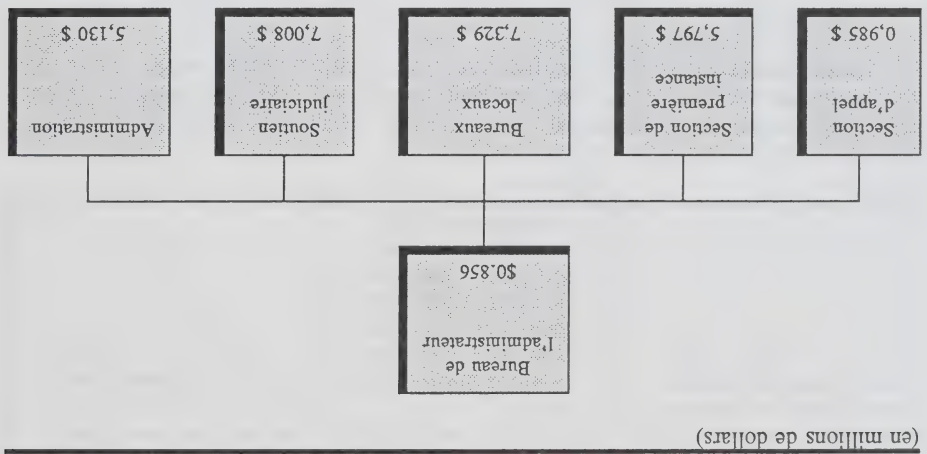 (en millions de dollars)
Bureau de
l'administrateur
$0.856
Section
d'appel
0,985 $
Section de
première
instance
5,797 $
Bureaux
locaux
7,329 $
Soutien
judiciaire
7,008 $
Administration
5,130 $